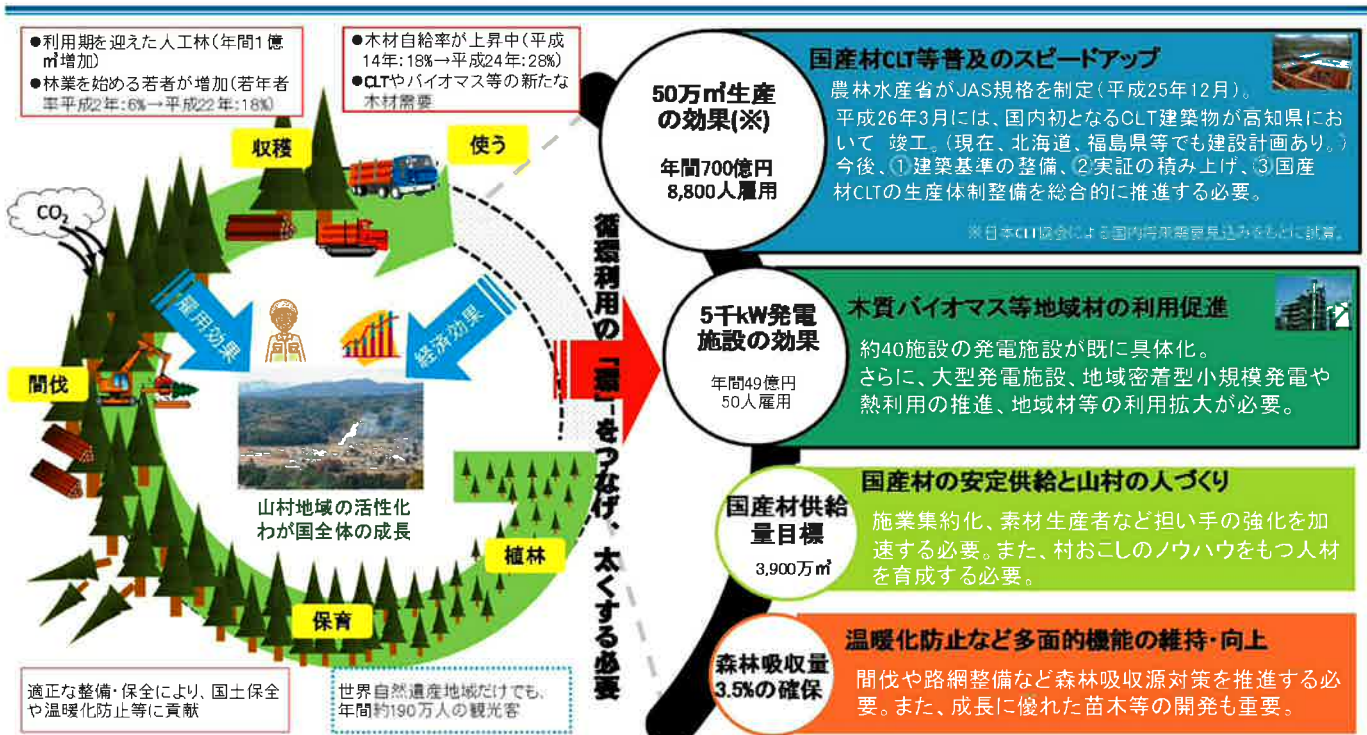 ●利用期を迎えた人工林(年間1億
㎥増加)
●林業を始める若者が増加(若年者
率平成2年:6%→平成22年:18%)
●木材自給率が上昇中(平成
14年:18%→平成24年:28%)
●CLTやバイオマス等の新たな
木材需要
収穫
使う
CO₂
雇用効果
経済効果
間伐
山村地域の活性化
わが国全体の成長
植林
保育
適正な整備・保全により、国土保全
や温暖化防止等に貢献
世界自然遺産地域だけでも、
年間約190万人の観光客
循環利用の「環」をつなげ、太くする必要
50万㎥生産
の効果(※)
年間700億円
8,800人雇用
国産材CLT等普及のスピードアップ
農林水産省がJAS規格を制定(平成25年12月)。
平成26年3月には、国内初となるCLT建築物が高知県にお
いて 竣工。(現在、北海道、福島県等でも建設計画あり。)
今後、①建築基準の整備、②実証の積み上げ、③国産
材CLTの生産体制整備を総合的に推進する必要。
※日本CLT協会による国内将来需要見込みをもとに試算。
5千kW発電
施設の効果
年間49億円
50人雇用
木質バイオマス等地域材の利用促進
約40施設の発電施設が既に具体化。
さらに、大型発電施設、地域密着型小規模発電や
熱利用の推進、地域材等の利用拡大が必要。
国産材供給
量目標
3,900万㎥
国産材の安定供給と山村の人づくり
施業集約化、素材生産者など担い手の強化を加
速する必要。また、村おこしのノウハウをもつ人材
を育成する必要。
森林吸収量
3.5%の確保
温暖化防止など多面的機能の維持・向上
間伐や路網整備など森林吸収源対策を推進する必
要。また、成長に優れた苗木等の開発も重要。